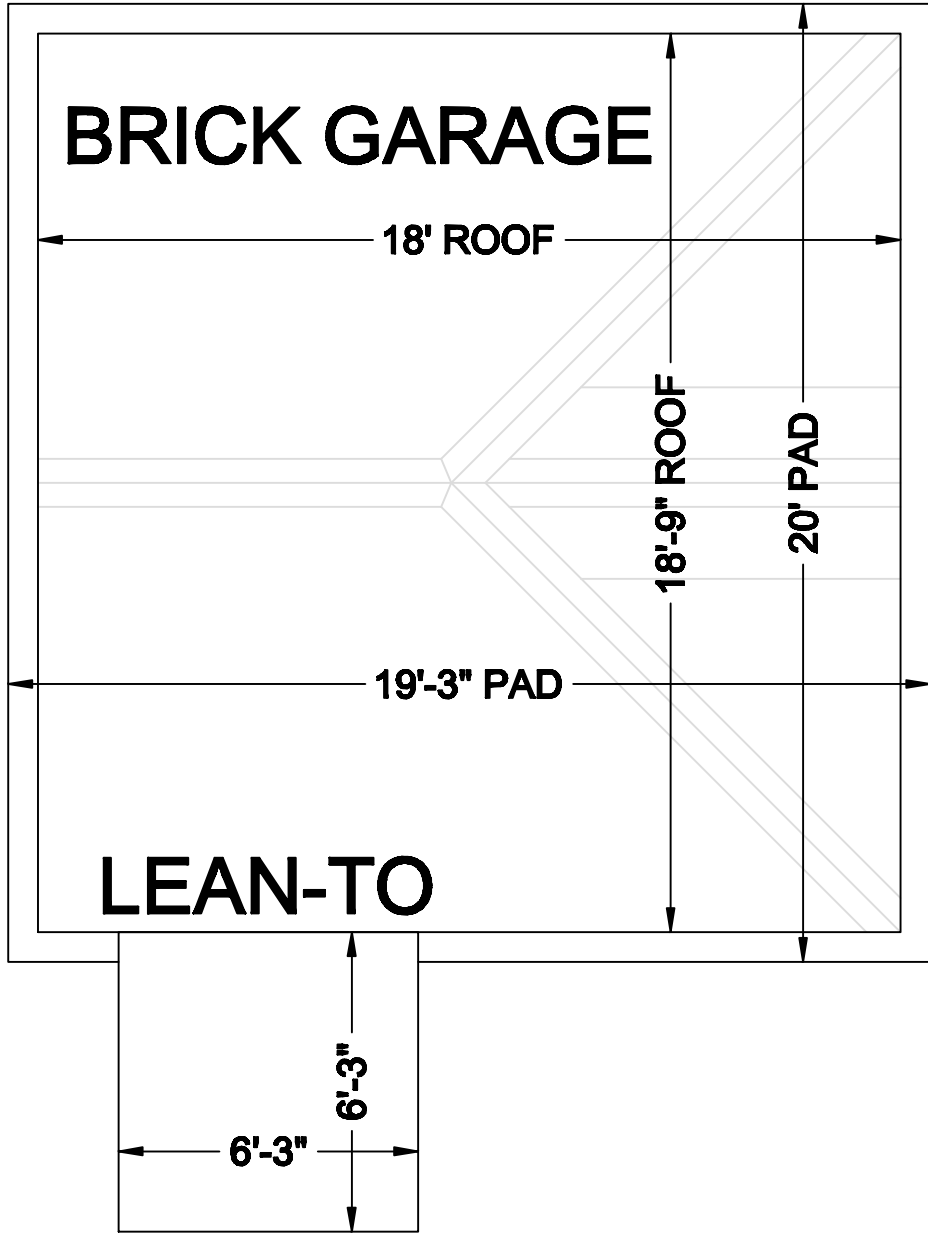 BRICK GARAGE
18' ROOF
18'-9" ROOF
20' PAD
19'-3" PAD
LEAN-TO
6'-3"
6'-3"